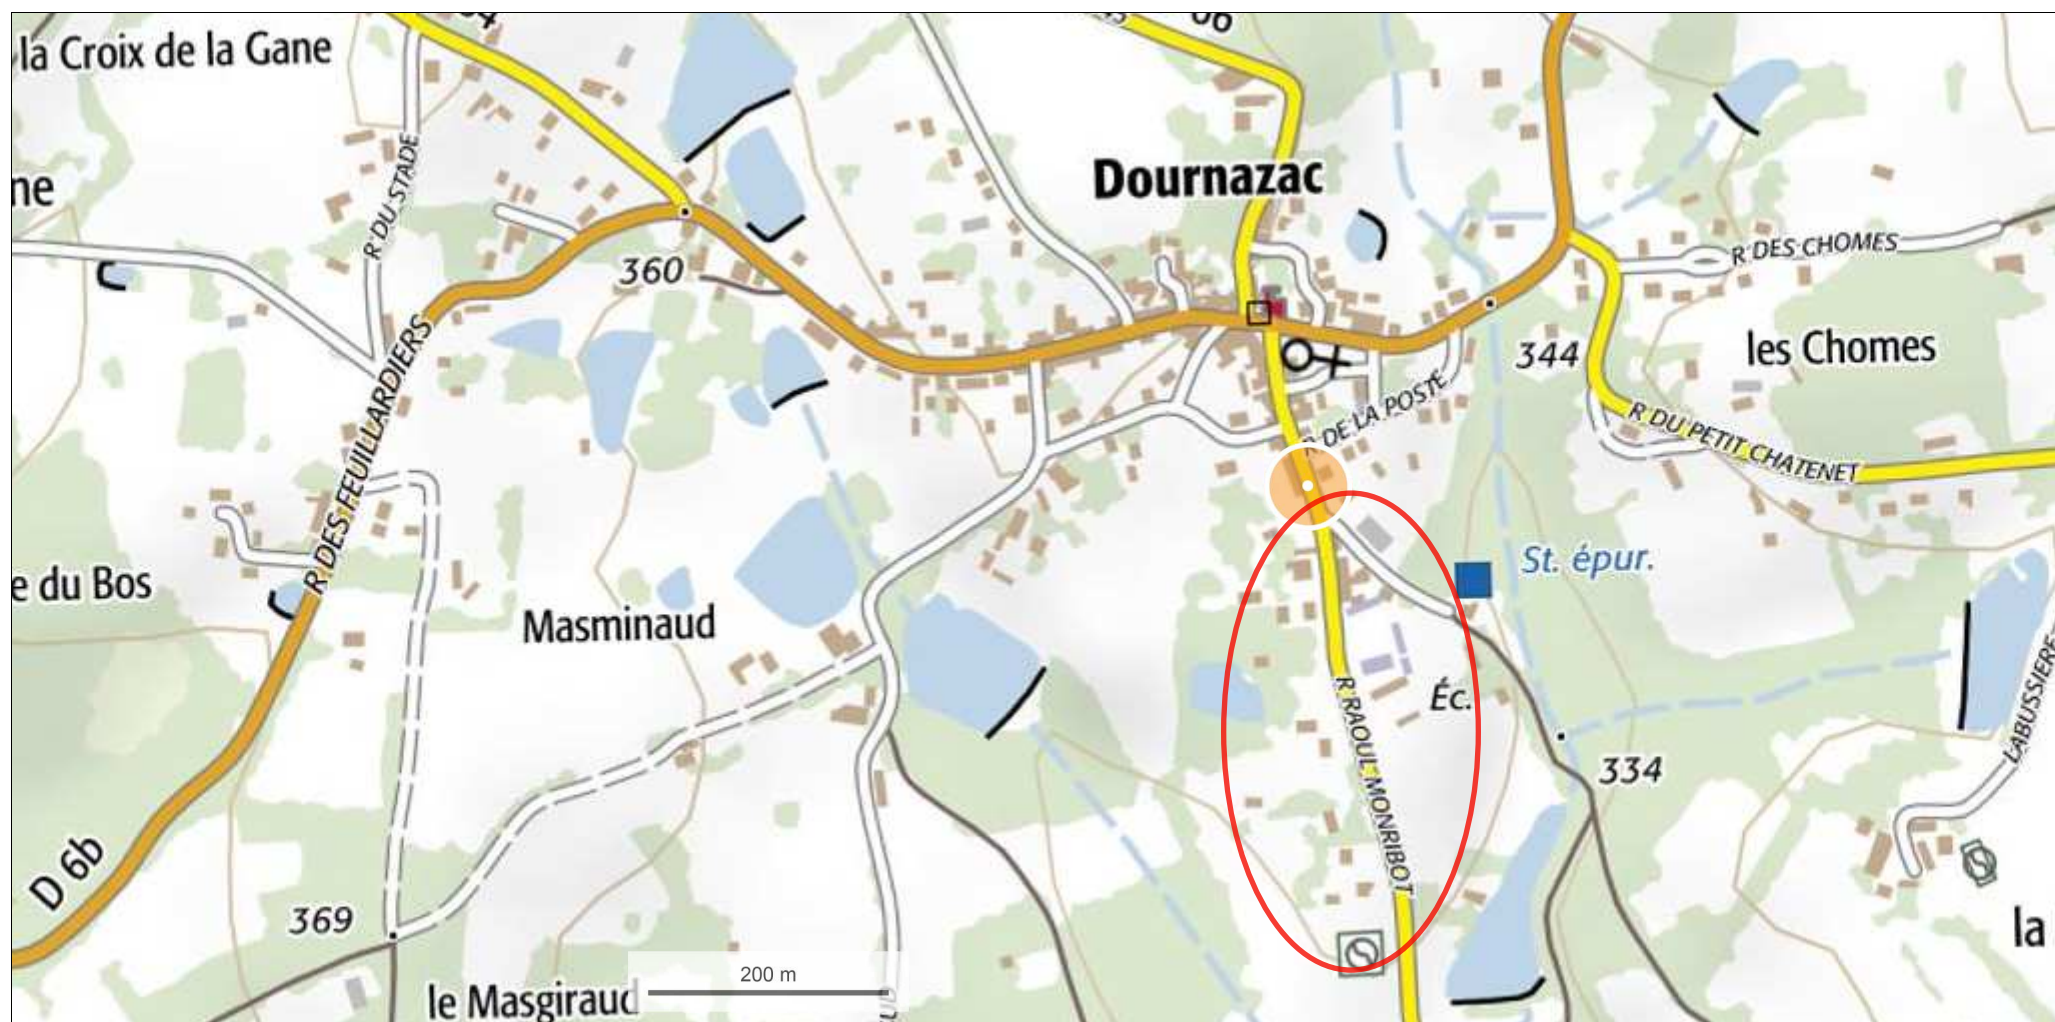 la Croix de la Gane
ne
R DU STADE
Dournazac
360
R DES CHOMES
344
les Chomes
R DE LA POSTE
R DU PETIT CHATENET
R DES FEUILLARDIERS
St. épur.
e du Bos
Masminaud
Éc.
R RAOUL MONRIBOT
334
LABUSSIERE
D 6b
369
la
200 m
le Masgiraud